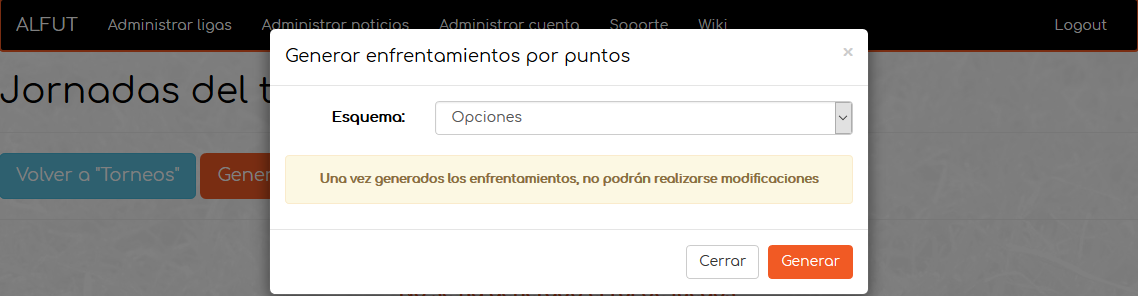 ALFUT Administrar ligas Administrar noticias Administrar cuenta Soporte Wiki Logout
Generar enfrentamientos por puntos ×
Jornadas del
Esquema: Opciones
Volver a "Torneos"
Una vez generados los enfrentamientos, no podrán realizarse modificaciones
Cerrar Generar